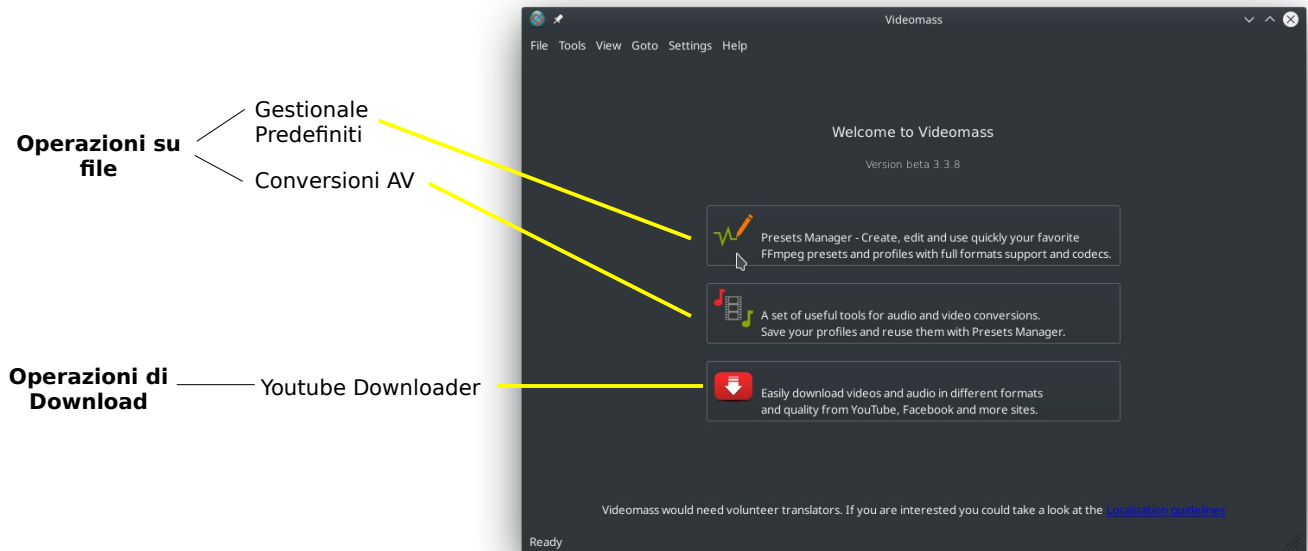 Operazioni su
file
Gestionale
Predefiniti
Conversioni AV
Operazioni di
Download
Youtube Downloader
Videomass
File Tools View Goto Settings Help
Welcome to Videomass
Version beta 3.3.8
Presets Manager - Create, edit and use quickly your favorite
FFmpeg presets and profiles with full formats support and codecs.
A set of useful tools for audio and video conversions.
Save your profiles and reuse them with Presets Manager.
Easily download videos and audio in different formats
and quality from YouTube, Facebook and more sites.
Videomass would need volunteer translators. If you are interested you could take a look at the Localization guidelines
Ready